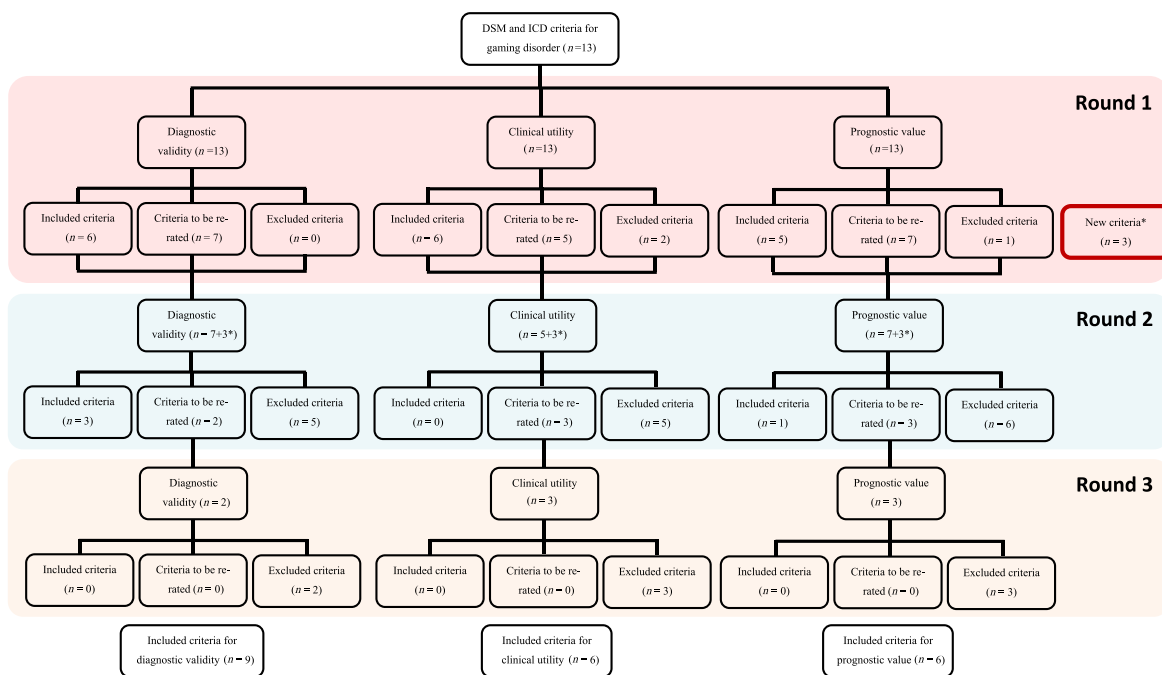 DSM and ICD criteria for
gaming disorder (n=13)
Round 1
Diagnostic
validity (n=13)
Clinical utility
(n=13)
Prognostic value
(n=13)
Included criteria
(n = 6)
Criteria to be re-
rated (n = 7)
Excluded criteria
(n = 0)
Included criteria
(n – 6)
Criteria to be re-
rated (n = 5)
Excluded criteria
(n = 2)
Included criteria
(n = 5)
Criteria to be re-
rated (n = 7)
Excluded criteria
(n = 1)
New criteria*
(n = 3)
Round 2
Diagnostic
validity (n – 7+3*)
Clinical utility
(n = 5+3*)
Prognostic value
(n = 7+3*)
Included criteria
(n = 3)
Criteria to be re-
rated (n – 2)
Excluded criteria
(n = 5)
Included criteria
(n = 0)
Criteria to be re-
rated (n – 3)
Excluded criteria
(n = 5)
Included criteria
(n = 1)
Criteria to be re-
rated (n – 3)
Excluded criteria
(n – 6)
Round 3
Diagnostic
validity (n = 2)
Clinical utility
(n = 3)
Prognostic value
(n = 3)
Included criteria
(n = 0)
Criteria to be re-
rated (n = 0)
Excluded criteria
(n = 2)
Included criteria
(n = 0)
Criteria to be re-
rated (n – 0)
Excluded criteria
(n = 3)
Included criteria
(n = 0)
Criteria to be re-
rated (n – 0)
Excluded criteria
(n = 3)
Included criteria for
diagnostic validity (n – 9)
Included criteria for
clinical utility (n – 6)
Included criteria for
prognostic value (n – 6)